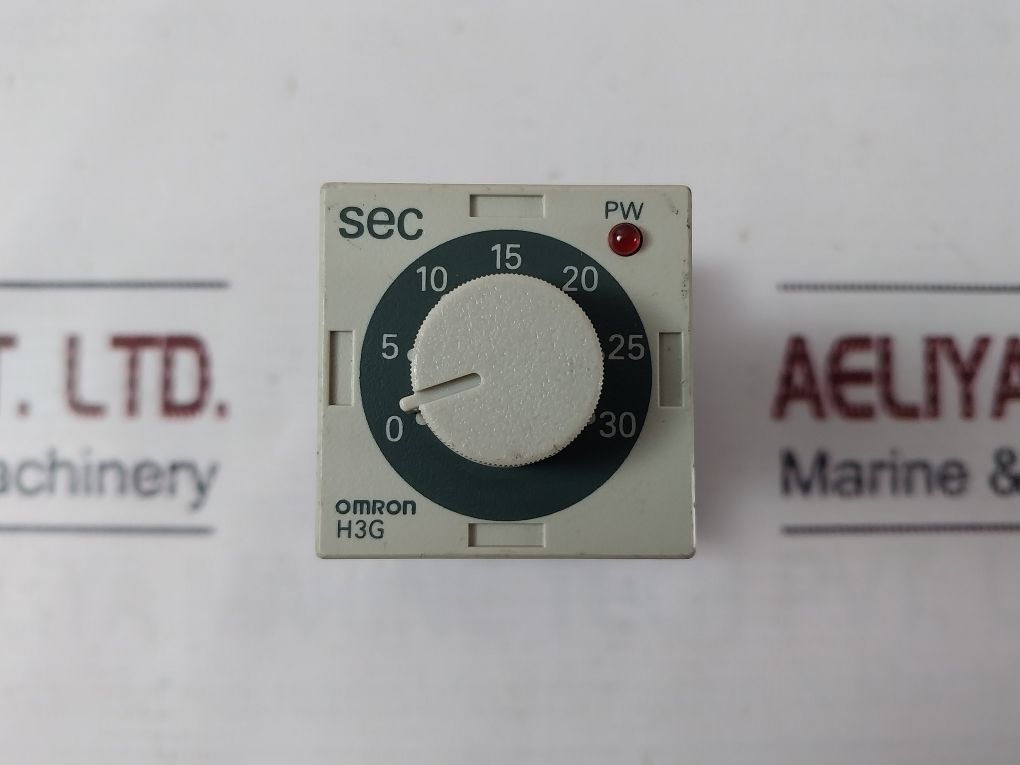 sec
PW
0 5 10 15 20 25 30
OMRON
H3G
T. LTD.
achinery
AELIYA
Marine &